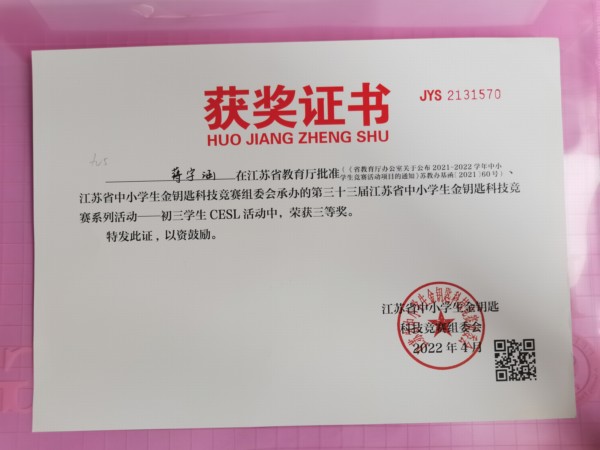 获奖证书
HUO JIANG ZHENG SHU
JYS 2131570
蒋宇涵 在江苏省教育厅批准(《省教育厅办公室关于公布2021-2022学年中小
学生竞赛活动项目的通知》苏教办基函〔2021〕60号)、
江苏省中小学生金钥匙科技竞赛组委会承办的第三十三届江苏省中小学生金钥匙科技竞
赛系列活动——初三学生CESL活动中，荣获三等奖。
特发此证，以资鼓励。
江苏省中小学生金钥匙
科技竞赛组委会
2022年4月